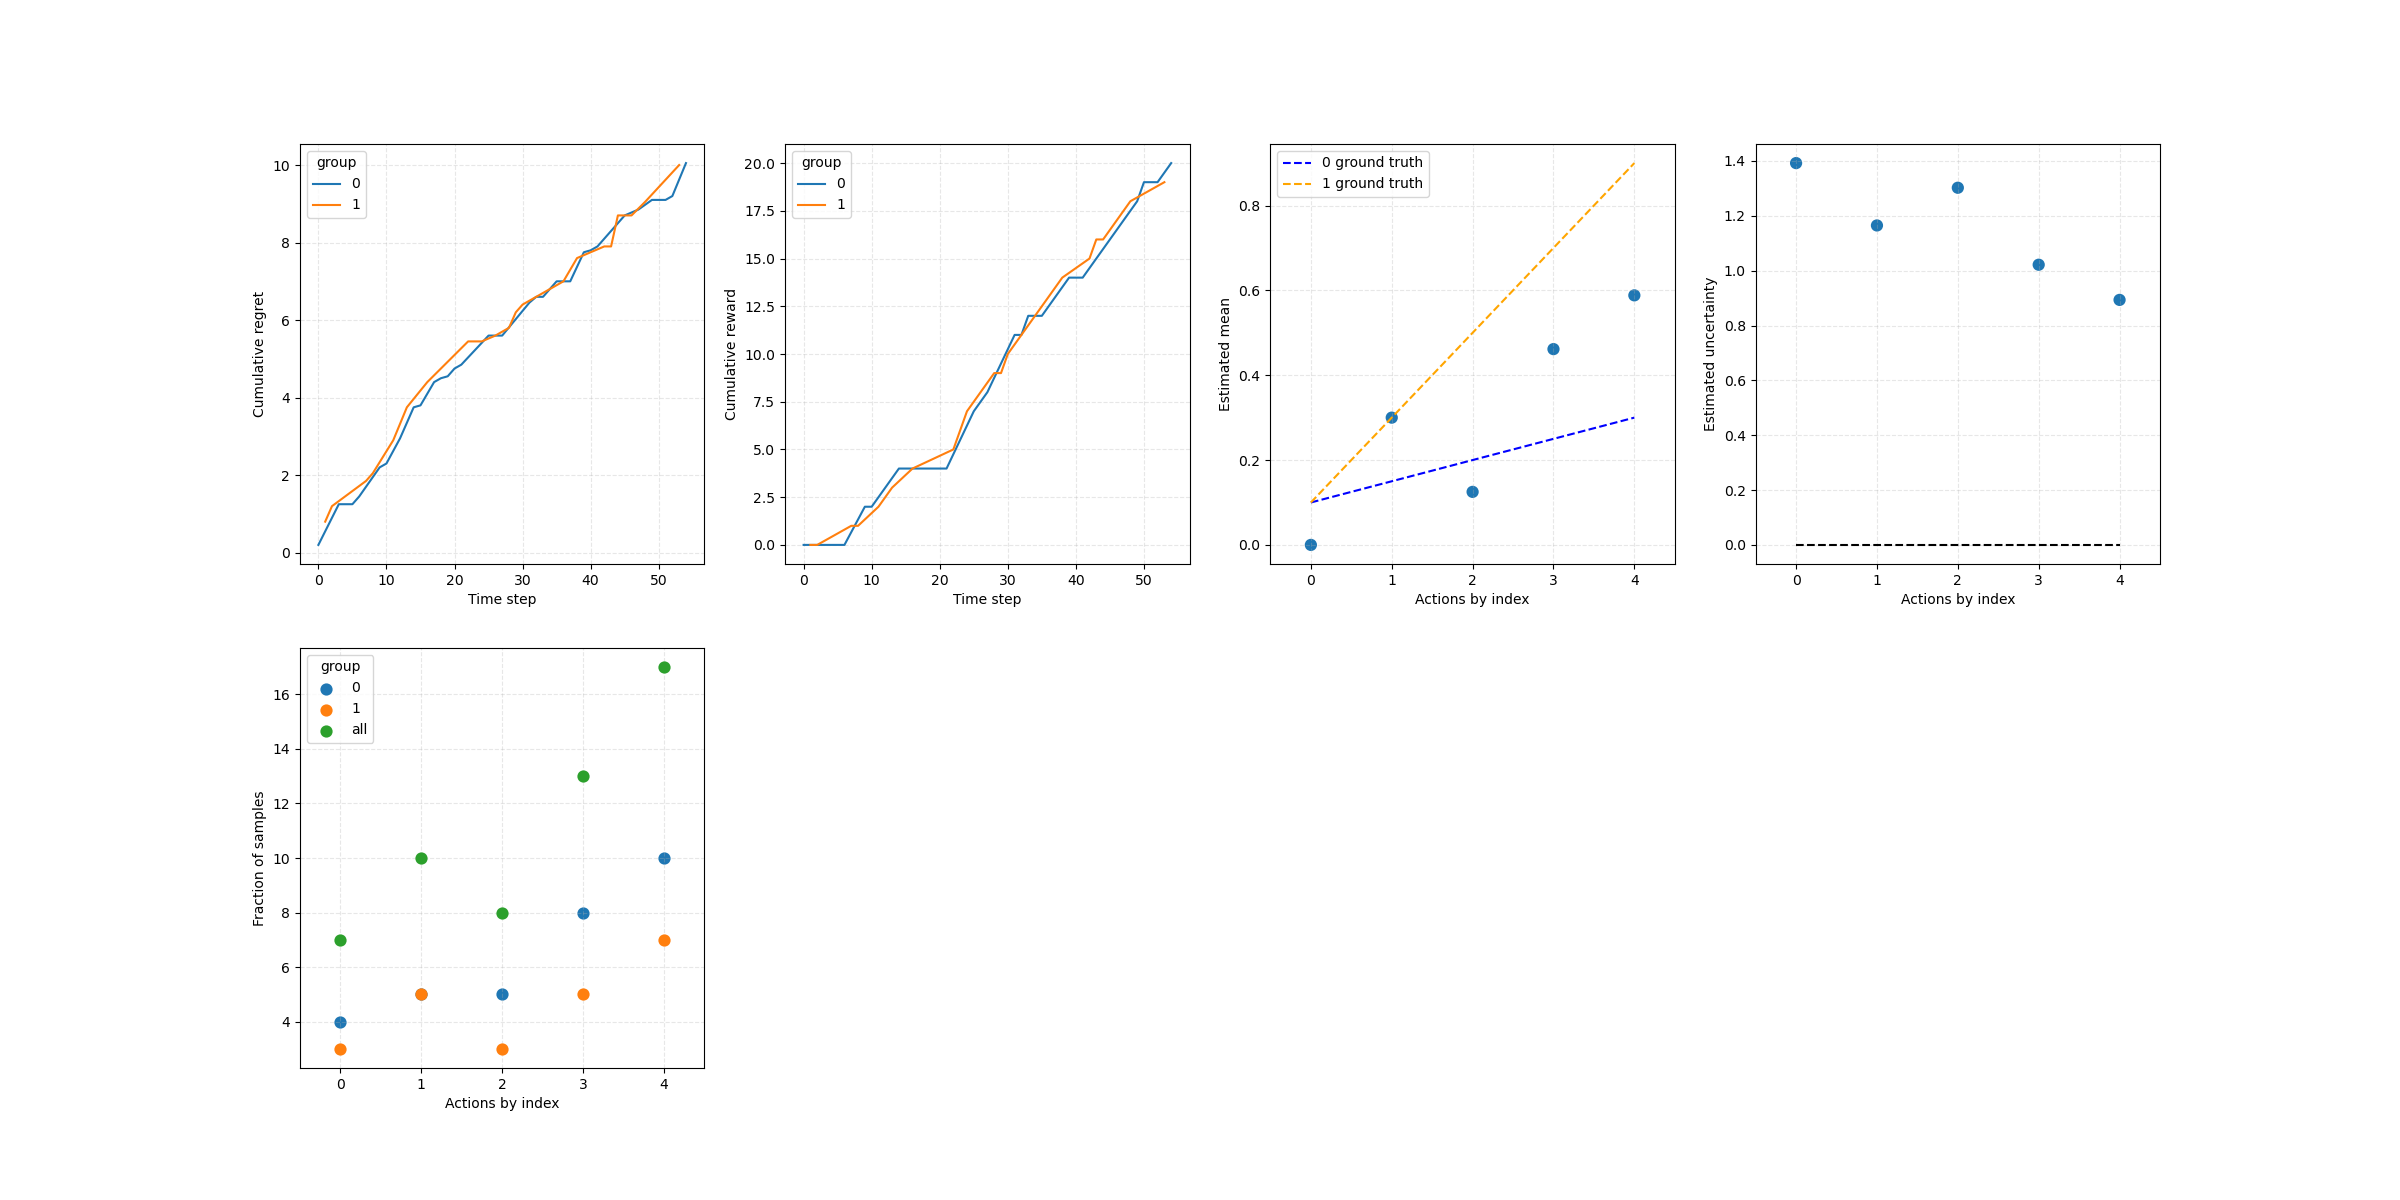 group
0
1
10
8
6
4
2
0
Cumulative regret
0 10 20 30 40 50
Time step
group
0
1
20.0
17.5
15.0
12.5
10.0
7.5
5.0
2.5
0.0
Cumulative reward
0 10 20 30 40 50
Time step
0 ground truth
1 ground truth
0.8
0.6
0.4
0.2
0.0
Estimated mean
0 1 2 3 4
Actions by index
1.4
1.2
1.0
0.8
0.6
0.4
0.2
0.0
Estimated uncertainty
0 1 2 3 4
Actions by index
group
0
1
all
16
14
12
10
8
6
4
Fraction of samples
0 1 2 3 4
Actions by index